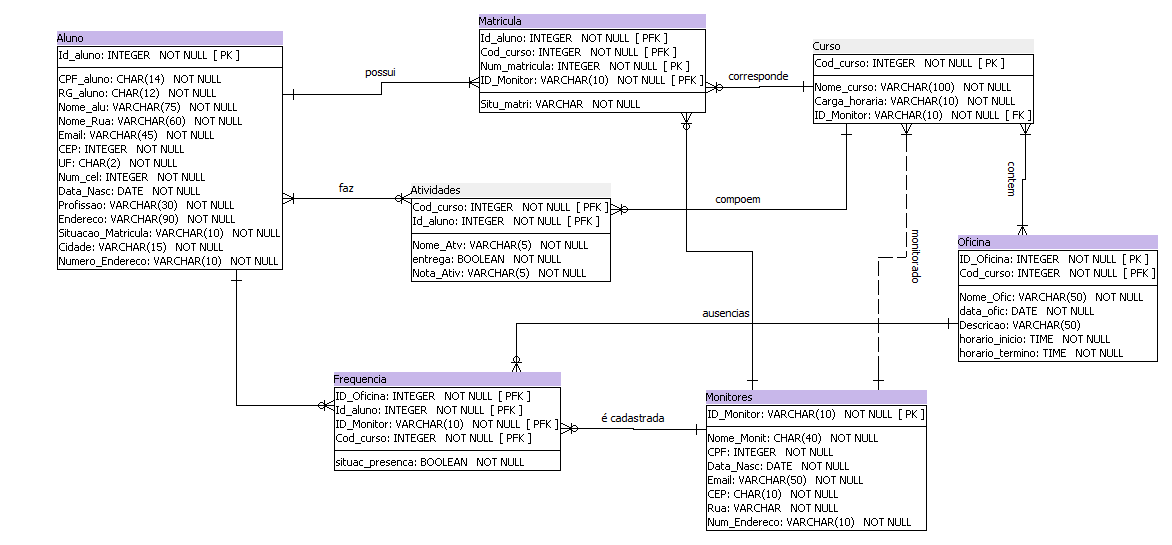 Aluno
Id_aluno: INTEGER NOT NULL [ PK ]
CPF_aluno: CHAR(14) NOT NULL
RG_aluno: CHAR(12) NOT NULL
Nome_alu: VARCHAR(75) NOT NULL
Nome_Rua: VARCHAR(60) NOT NULL
Email: VARCHAR(45) NOT NULL
CEP: INTEGER NOT NULL
UF: CHAR(2) NOT NULL
Num_cel: INTEGER NOT NULL
Data_Nasc: DATE NOT NULL
Profissao: VARCHAR(30) NOT NULL
Endereco: VARCHAR(90) NOT NULL
Situacao_Matricula: VARCHAR(10) NOT NULL
Cidade: VARCHAR(15) NOT NULL
Numero_Endereco: VARCHAR(10) NOT NULL
possui
Matricula
Id_aluno: INTEGER NOT NULL [ PFK ]
Cod_curso: INTEGER NOT NULL [ PFK ]
Num_matricula: INTEGER NOT NULL [ PK ]
ID_Monitor: VARCHAR(10) NOT NULL [ PFK ]
Situ_matri: VARCHAR NOT NULL
corresponde
Curso
Cod_curso: INTEGER NOT NULL [ PK ]
Nome_curso: VARCHAR(100) NOT NULL
Carga_horaria: VARCHAR(10) NOT NULL
ID_Monitor: VARCHAR(10) NOT NULL [ FK ]
faz
Atividades
Cod_curso: INTEGER NOT NULL [ PFK ]
Id_aluno: INTEGER NOT NULL [ PFK ]
Nome_Atv: VARCHAR(5) NOT NULL
entrega: BOOLEAN NOT NULL
Nota_Ativ: VARCHAR(5) NOT NULL
compoem
monitorado
contem
Oficina
ID_Oficina: INTEGER NOT NULL [ PK ]
Cod_curso: INTEGER NOT NULL [ PFK ]
Nome_Ofic: VARCHAR(50) NOT NULL
data_ofic: DATE NOT NULL
Descricao: VARCHAR(50)
horario_inicio: TIME NOT NULL
horario_termino: TIME NOT NULL
ausencias
Frequencia
ID_Oficina: INTEGER NOT NULL [ PFK ]
Id_aluno: INTEGER NOT NULL [ PFK ]
ID_Monitor: VARCHAR(10) NOT NULL [ PFK ]
Cod_curso: INTEGER NOT NULL [ PFK ]
situac_presenca: BOOLEAN NOT NULL
é cadastrada
Monitores
ID_Monitor: VARCHAR(10) NOT NULL [ PK ]
Nome_Monit: CHAR(40) NOT NULL
CPF: INTEGER NOT NULL
Data_Nasc: DATE NOT NULL
Email: VARCHAR(50) NOT NULL
CEP: CHAR(10) NOT NULL
Rua: VARCHAR NOT NULL
Num_Endereco: VARCHAR(10) NOT NULL